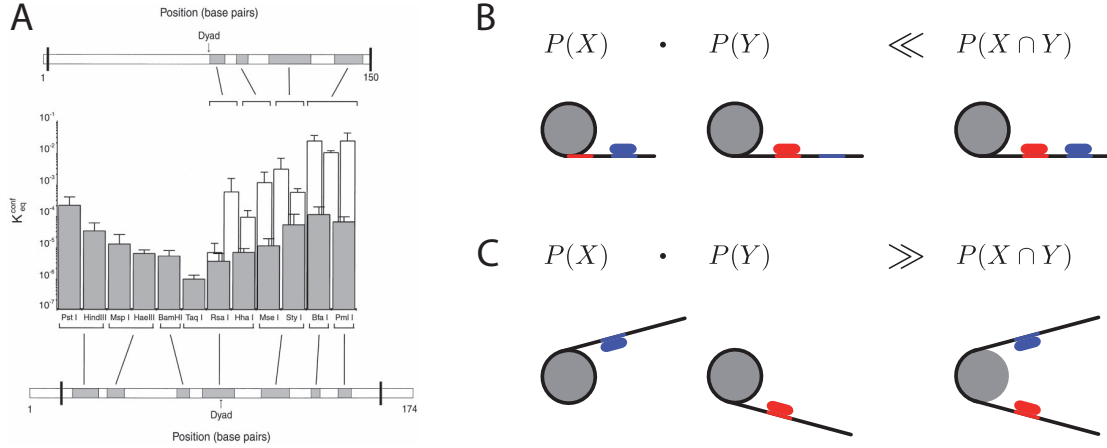 A
Position (base pairs)
Dyad
1
150
K_eq^conf
10^-1
10^-2
10^-3
10^-4
10^-5
10^-6
10^-7
Pst I HindIII Msp I HaeIII BamHI Taq I Rsa I Hha I Mse I Sty I Bfa I Pml I
1
174
Dyad
Position (base pairs)
B
P(X) · P(Y) ≪ P(X ∩ Y)
C
P(X) · P(Y) ≫ P(X ∩ Y)